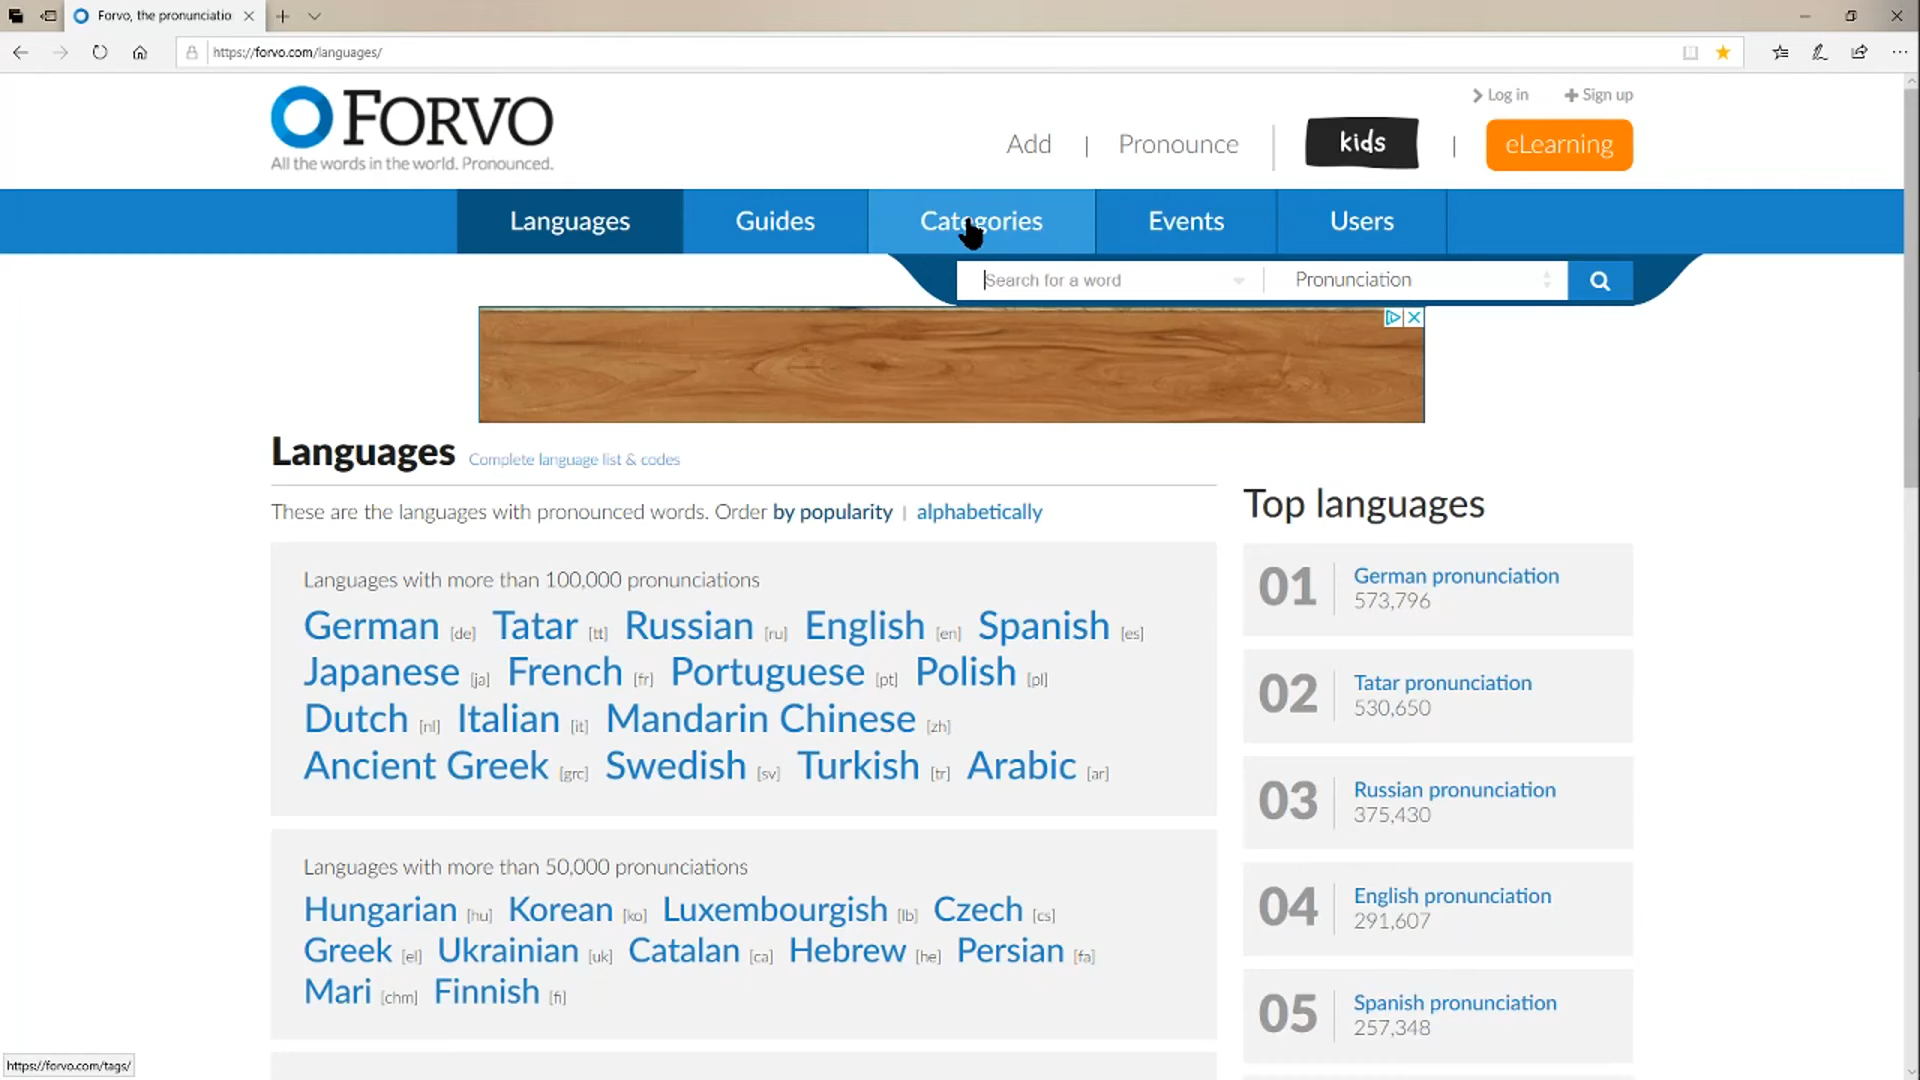 Forvo, the pronunciatio
https://forvo.com/languages/
FORVO
All the words in the world. Pronounced.
Log in
Sign up
Add | Pronounce
kids
eLearning
Languages
Guides
Categories
Events
Users
Search for a word
Pronunciation
Languages
Complete language list & codes
These are the languages with pronounced words. Order by popularity | alphabetically
Languages with more than 100,000 pronunciations
German [de] Tatar [tt] Russian [ru] English [en] Spanish [es]
Japanese [ja] French [fr] Portuguese [pt] Polish [pl]
Dutch [nl] Italian [it] Mandarin Chinese [zh]
Ancient Greek [grc] Swedish [sv] Turkish [tr] Arabic [ar]
Languages with more than 50,000 pronunciations
Hungarian [hu] Korean [ko] Luxembourgish [lb] Czech [cs]
Greek [el] Ukrainian [uk] Catalan [ca] Hebrew [he] Persian [fa]
Mari [chm] Finnish [fi]
Top languages
01
German pronunciation
573,796
02
Tatar pronunciation
530,650
03
Russian pronunciation
375,430
04
English pronunciation
291,607
05
Spanish pronunciation
257,348
https://forvo.com/tags/